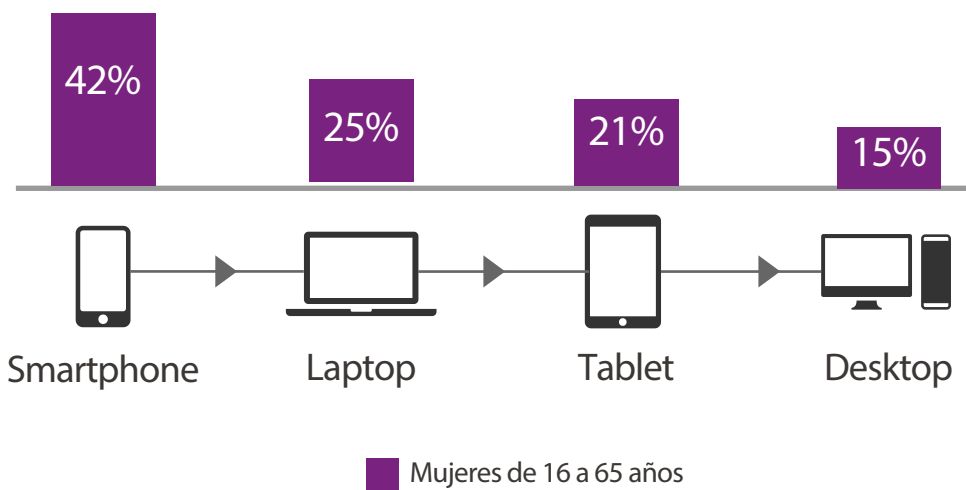 42%
25%
21%
15%
Smartphone
Laptop
Tablet
Desktop
Mujeres de 16 a 65 años